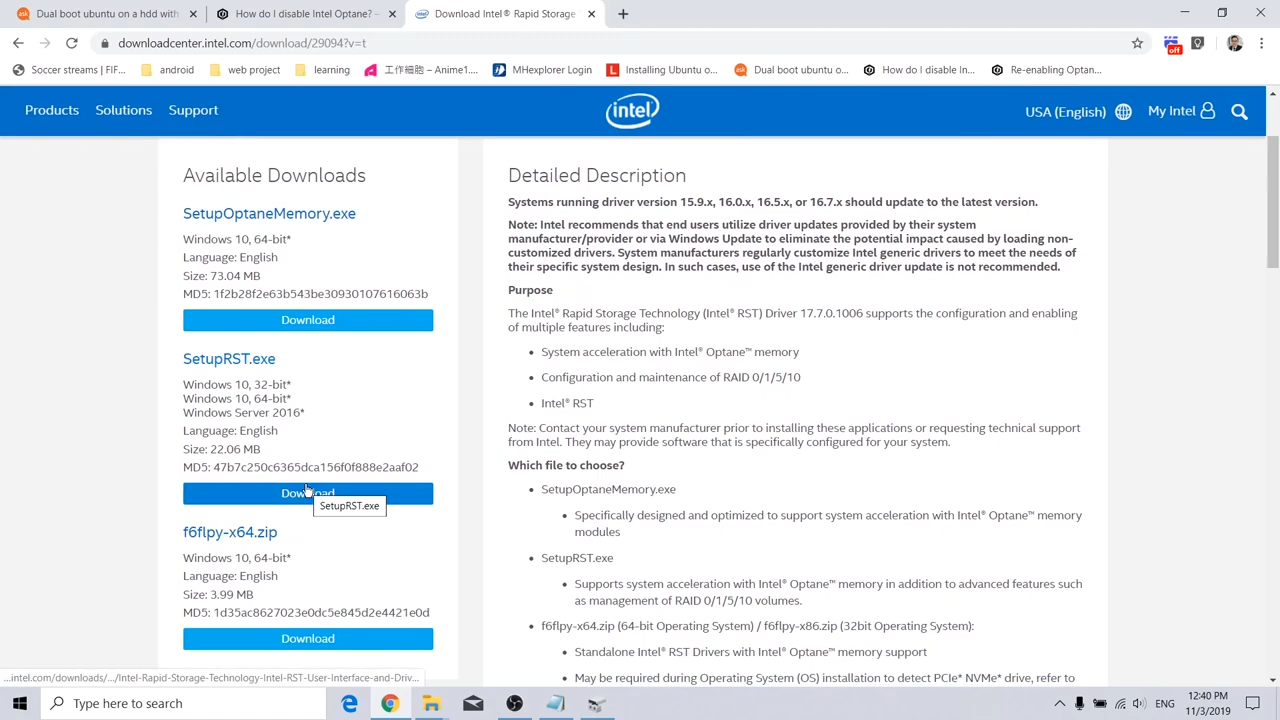 Dual boot ubuntu on a hdd with
How do I disable Intel Optane? –
Download Intel® Rapid Storage
downloadcenter.intel.com/download/29094?v=t
off
Soccer streams | FIF...
android
web project
learning
工作細胞 – Anime1....
MHexplorer Login
Installing Ubuntu o...
ask
Dual boot ubuntu o...
How do I disable In...
Re-enabling Optan...
Products
Solutions
Support
intel
USA (English)
My Intel
Available Downloads
SetupOptaneMemory.exe
Windows 10, 64-bit*
Language: English
Size: 73.04 MB
MD5: 1f2b28f2e63b543be30930107616063b
Download
SetupRST.exe
Windows 10, 32-bit*
Windows 10, 64-bit*
Windows Server 2016*
Language: English
Size: 22.06 MB
MD5: 47b7c250c6365dca156f0f888e2aaf02
Download
SetupRST.exe
f6flpy-x64.zip
Windows 10, 64-bit*
Language: English
Size: 3.99 MB
MD5: 1d35ac8627023e0dc5e845d2e4421e0d
Download
Detailed Description
Systems running driver version 15.9.x, 16.0.x, 16.5.x, or 16.7.x should update to the latest version.
Note: Intel recommends that end users utilize driver updates provided by their system
manufacturer/provider or via Windows Update to eliminate the potential impact caused by loading non-
customized drivers. System manufacturers regularly customize Intel generic drivers to meet the needs of
their specific system design. In such cases, use of the Intel generic driver update is not recommended.
Purpose
The Intel® Rapid Storage Technology (Intel® RST) Driver 17.7.0.1006 supports the configuration and enabling
of multiple features including:
• System acceleration with Intel® Optane™ memory
• Configuration and maintenance of RAID 0/1/5/10
• Intel® RST
Note: Contact your system manufacturer prior to installing these applications or requesting technical support
from Intel. They may provide software that is specifically configured for your system.
Which file to choose?
• SetupOptaneMemory.exe
• Specifically designed and optimized to support system acceleration with Intel® Optane™ memory
modules
• SetupRST.exe
• Supports system acceleration with Intel® Optane™ memory in addition to advanced features such
as management of RAID 0/1/5/10 volumes.
• f6flpy-x64.zip (64-bit Operating System) / f6flpy-x86.zip (32bit Operating System):
• Standalone Intel® RST Drivers with Intel® Optane™ memory support
• May be required during Operating System (OS) installation to detect PCIe* NVMe* drive, refer to
...intel.com/downloads/.../Intel-Rapid-Storage-Technology-Intel-RST-User-Interface-and-Driv...
Type here to search
ENG
12:40 PM
11/3/2019